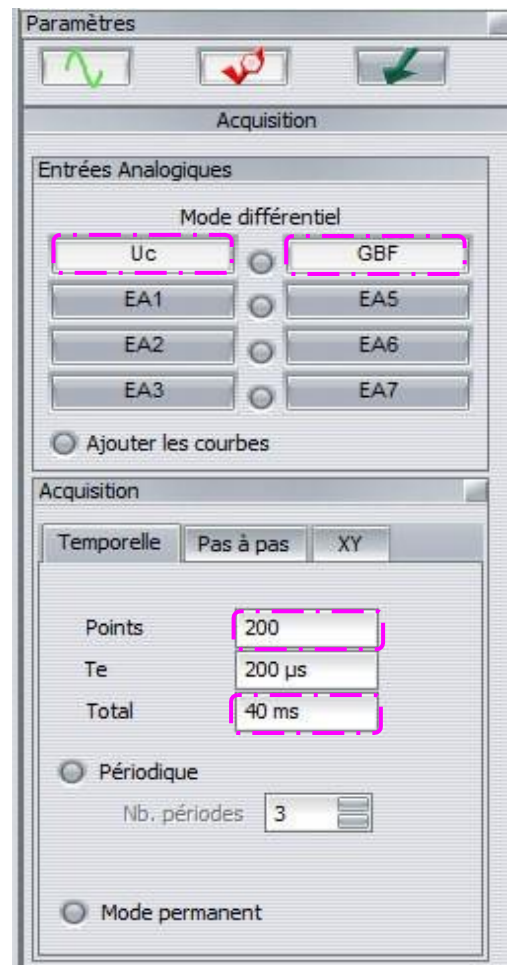 Paramètres
Acquisition
Entrées Analogiques
Mode différentiel
Uc GBF
EA1 EA5
EA2 EA6
EA3 EA7
Ajouter les courbes
Acquisition
Temporelle Pas à pas XY
Points 200
Te 200 µs
Total 40 ms
Périodique
Nb. périodes 3
Mode permanent